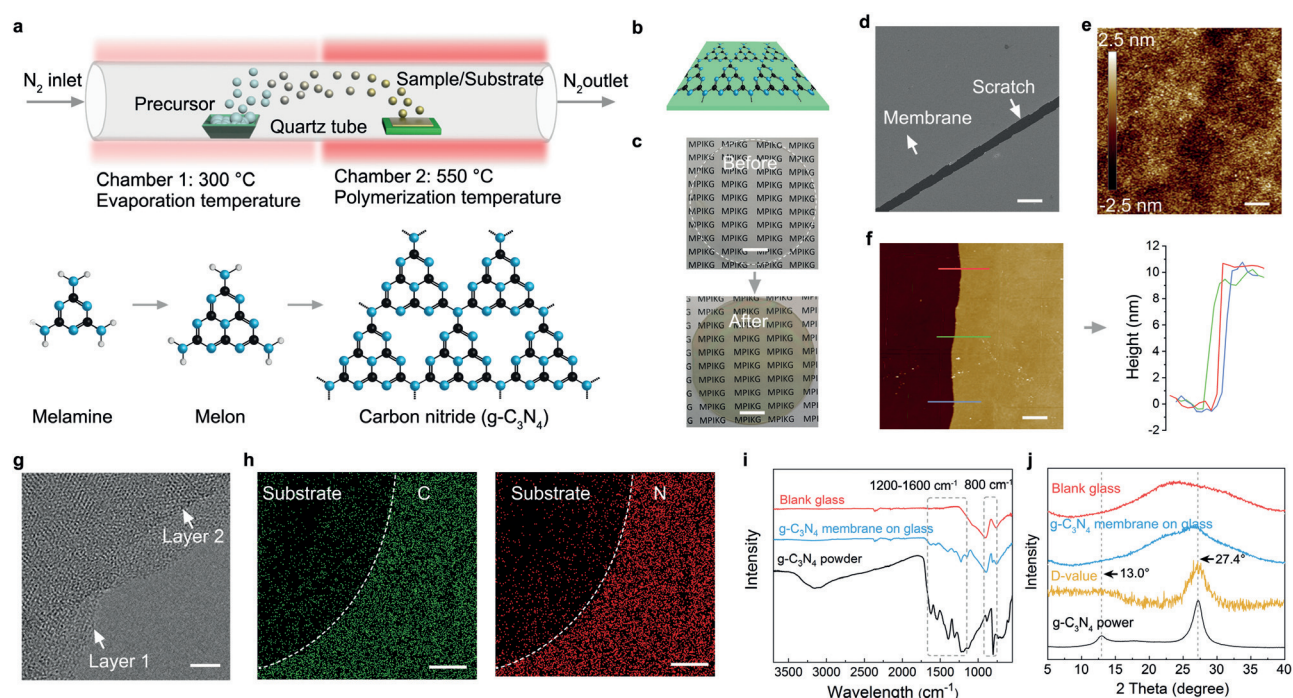 a
N2 inlet
Precursor
Quartz tube
Sample/Substrate
N2outlet
Chamber 1: 300 °C
Evaporation temperature
Chamber 2: 550 °C
Polymerization temperature
Melamine
Melon
Carbon nitride (g-C3N4)
b
c
MPIKG MPIKG MPIKG MPIKG
Before
After
d
Membrane
Scratch
e
2.5 nm
-2.5 nm
f
Height (nm)
12
10
8
6
4
2
0
-2
g
Layer 2
Layer 1
h
Substrate
C
Substrate
N
i
1200-1600 cm-1
800 cm-1
Blank glass
g-C3N4 membrane on glass
g-C3N4 powder
3500 3000 2500 2000 1500 1000
Wavelength (cm-1)
j
Intensity
Blank glass
g-C3N4 membrane on glass
D-value
13.0°
27.4°
g-C3N4 power
5 10 15 20 25 30 35 40
2 Theta (degree)